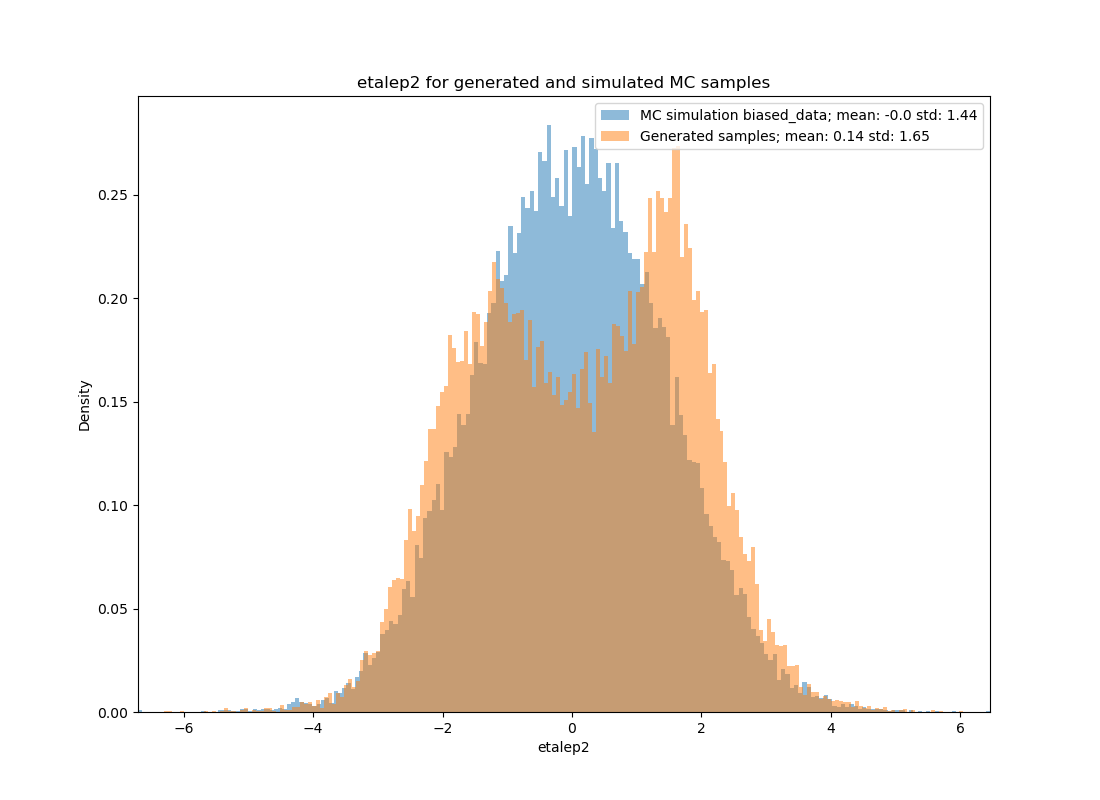 etalep2 for generated and simulated MC samples
MC simulation biased_data; mean: -0.0 std: 1.44
Generated samples; mean: 0.14 std: 1.65
0.25
0.20
0.15
0.10
0.05
0.00
Density
−6 −4 −2 0 2 4 6
etalep2